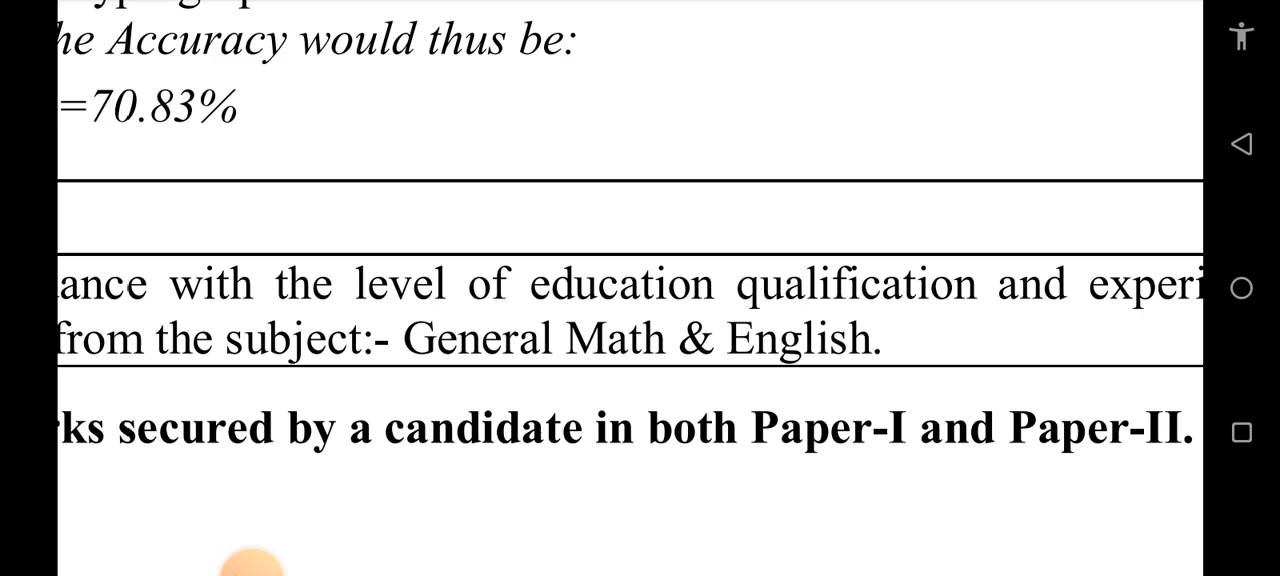 he Accuracy would thus be:
=70.83%
ance with the level of education qualification and experi
from the subject:- General Math & English.
ks secured by a candidate in both Paper-I and Paper-II.